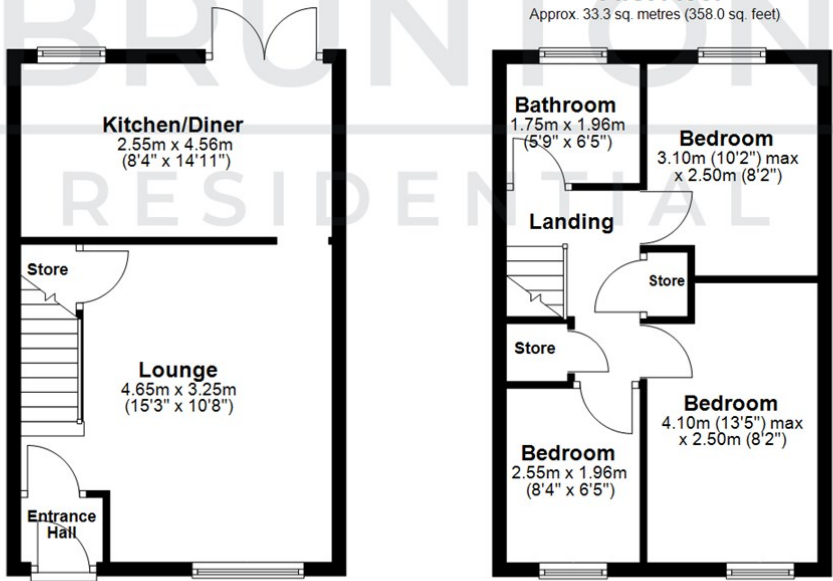 BRUNTON
RESIDENTIAL
Approx. 33.3 sq. metres (358.0 sq. feet)
Kitchen/Diner
2.55m x 4.56m
(8'4" x 14'11")
Store
Lounge
4.65m x 3.25m
(15'3" x 10'8")
Entrance
Hall
Bathroom
1.75m x 1.96m
(5'9" x 6'5")
Bedroom
3.10m (10'2") max
x 2.50m (8'2")
Landing
Store
Store
Bedroom
4.10m (13'5") max
x 2.50m (8'2")
Bedroom
2.55m x 1.96m
(8'4" x 6'5")